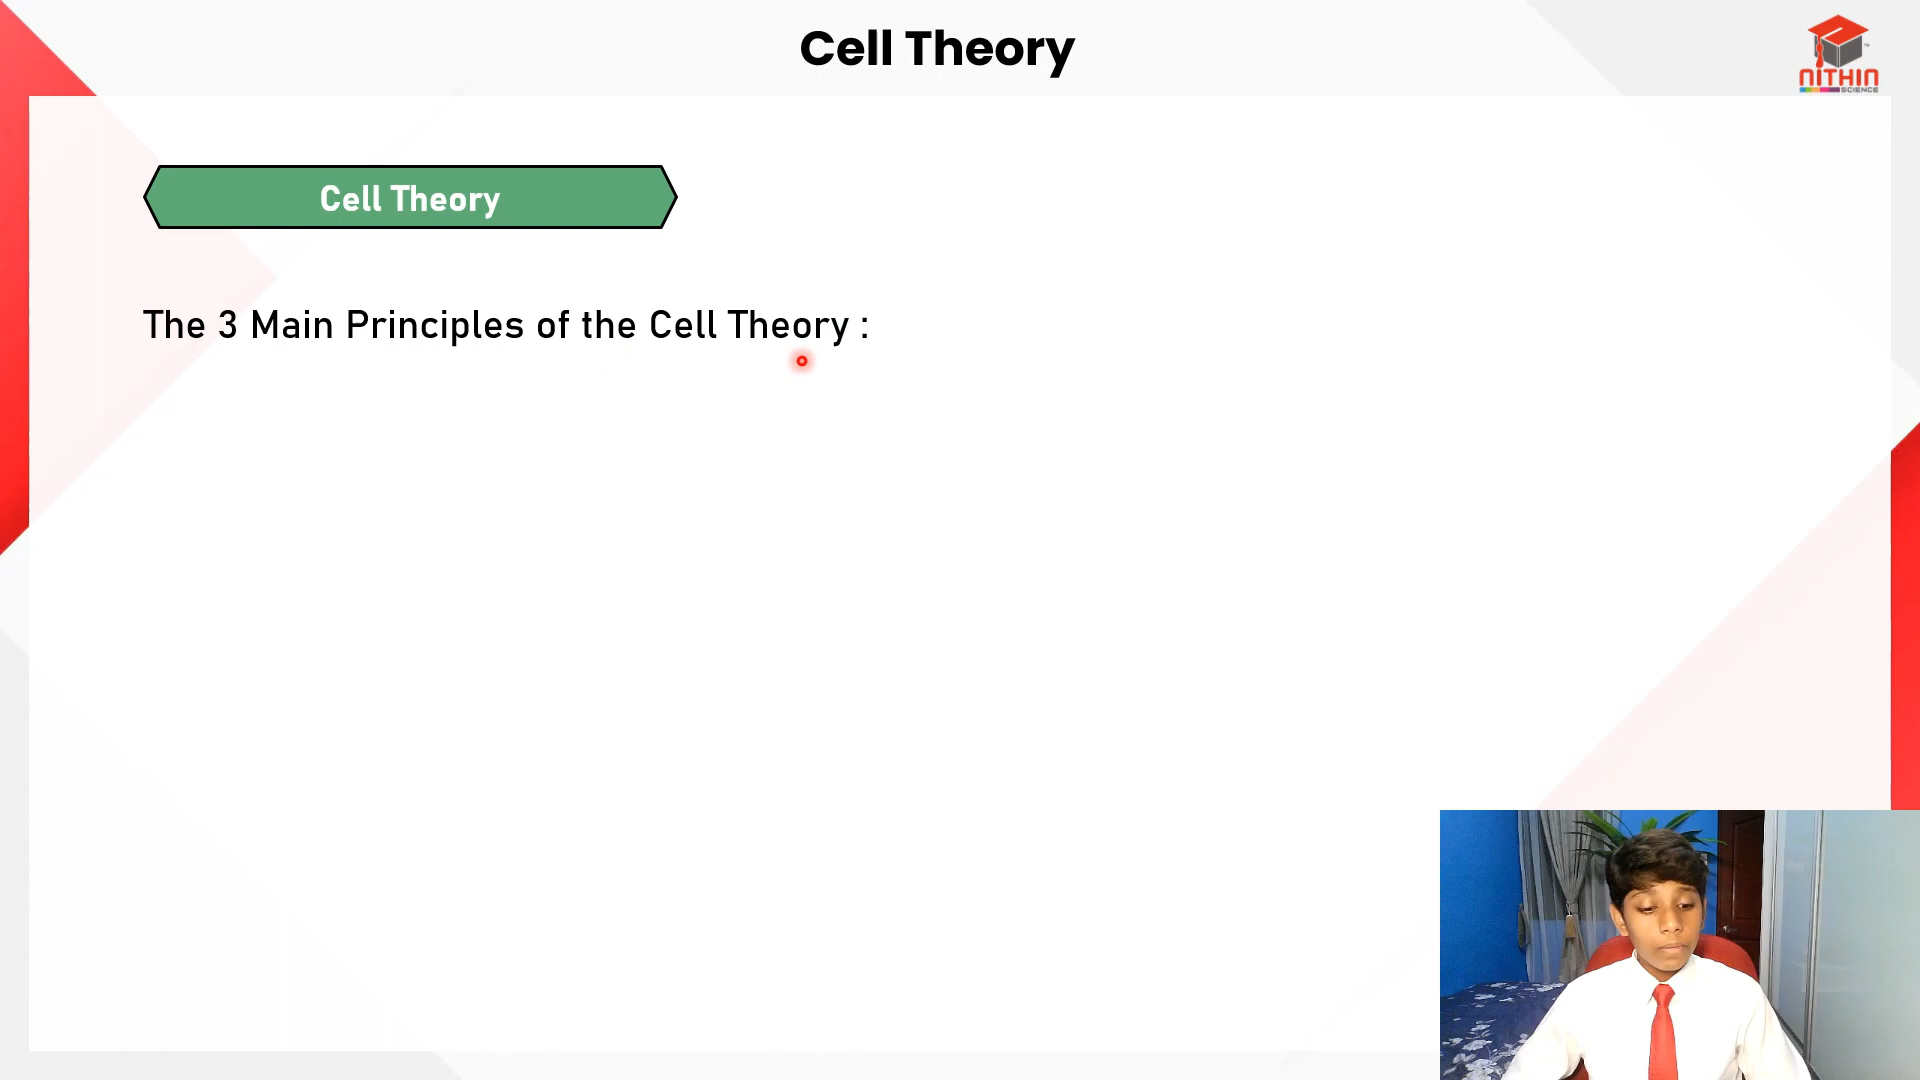 Cell Theory
NITHIN
SCIENCE
Cell Theory
The 3 Main Principles of the Cell Theory :